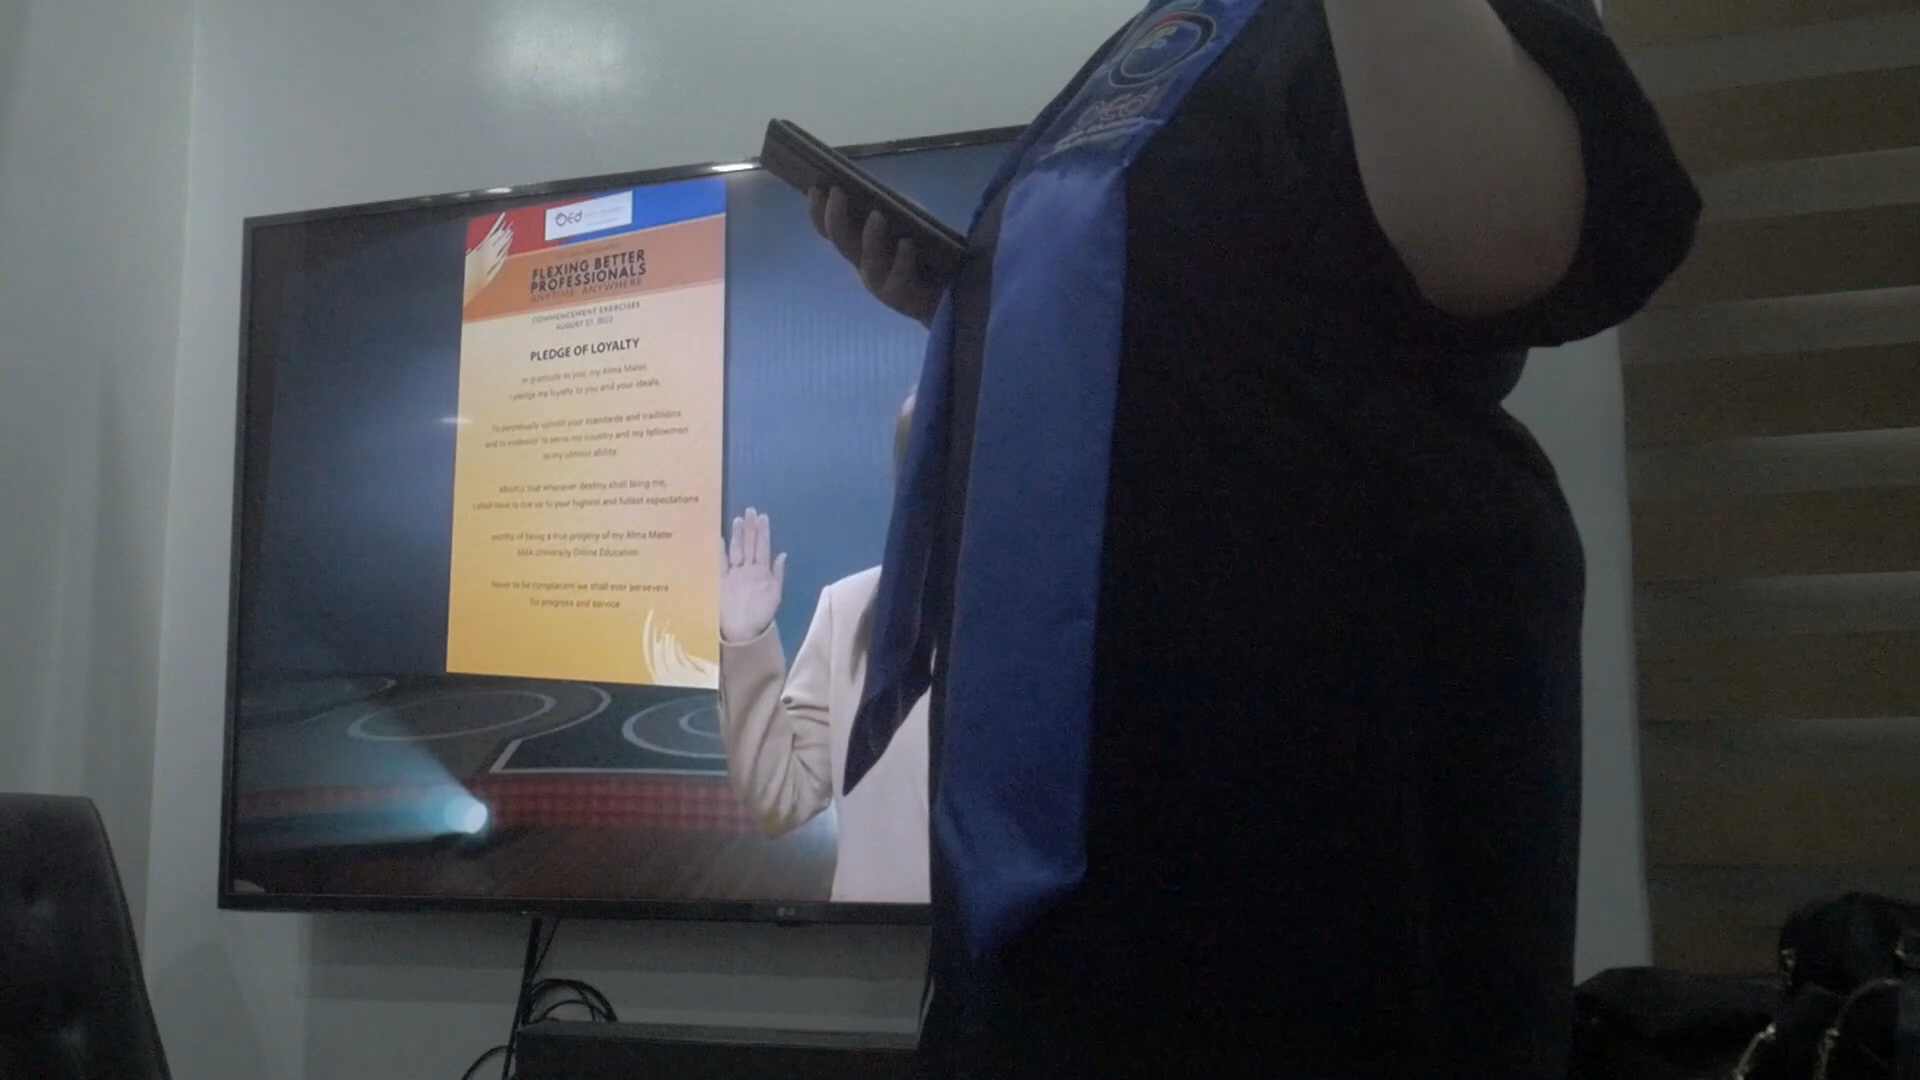 OEd
FLEXING BETTER
PROFESSIONALS
ANYTIME ANYWHERE
COMMENCEMENT EXERCISES
AUGUST 27, 2022
PLEDGE OF LOYALTY
In gratitude to you, my Alma Mater,
I pledge my loyalty to you and your ideals,
To perpetually uphold your standards and traditions
and to endeavor to serve my country and my fellowmen
to my utmost ability.
Mindful that wherever destiny shall bring me,
I shall have to live up to your highest and fullest expectations
worthy of being a true progeny of my Alma Mater
AMA University Online Education.
Never to be complacent we shall ever persevere
for progress and service
OEd
LG